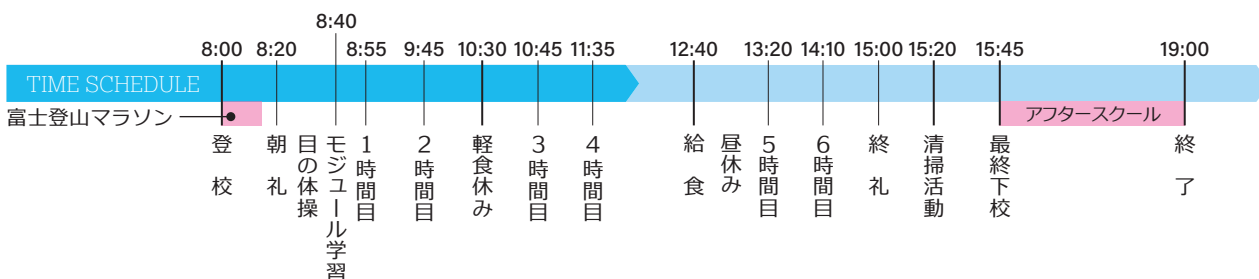 8:40
8:00
8:20
8:55
9:45
10:30
10:45
11:35
12:40
13:20
14:10
15:00
15:20
15:45
19:00
TIME SCHEDULE
富士登山マラソン
アフタースクール
登校
朝礼
目の体操
モジュール学習
1時間目
2時間目
軽食休み
3時間目
4時間目
給食
昼休み
5時間目
6時間目
終礼
清掃活動
最終下校
終了